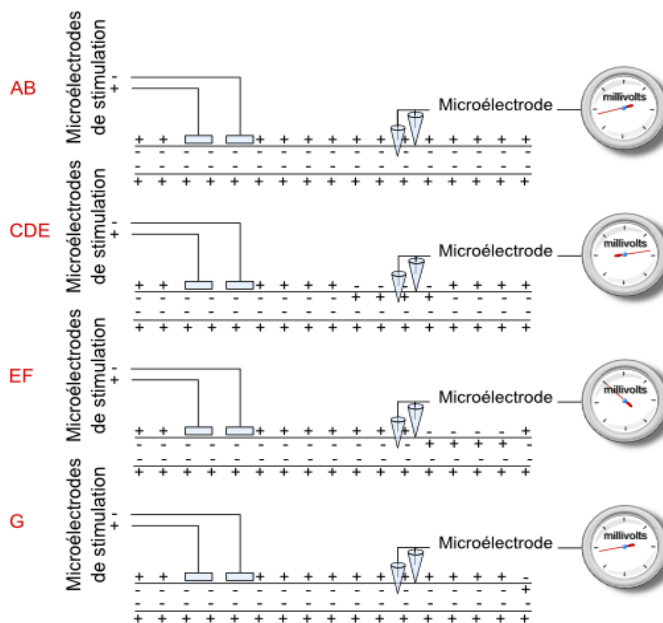 AB
Microélectrodes
de stimulation
-
+
Microélectrode
millivolts
+ + + + + + + + + + + + + + +
- - - - - - - - - - - - - - - -
- - - - - - - - - - - - - - - -
+ + + + + + + + + + + + + + + + +
CDE
Microélectrodes
de stimulation
-
+
Microélectrode
millivolts
+ + + + + + - - - - + + + +
- - - - - - - - - + + + + - - - -
- - - - - - - - - - - - - - - -
+ + + + + + + + + + + + + + + + +
EF
Microélectrodes
de stimulation
-
+
Microélectrode
millivolts
+ + + + + + + + + - - - - +
- - - - - - - - - - - - + + + + -
- - - - - - - - - - - - - - - -
+ + + + + + + + + + + + + + + + +
G
Microélectrodes
de stimulation
-
+
Microélectrode
millivolts
+ + + + + + + + + + + + + -
- - - - - - - - - - - - - - - - +
- - - - - - - - - - - - - - - -
+ + + + + + + + + + + + + + + + +